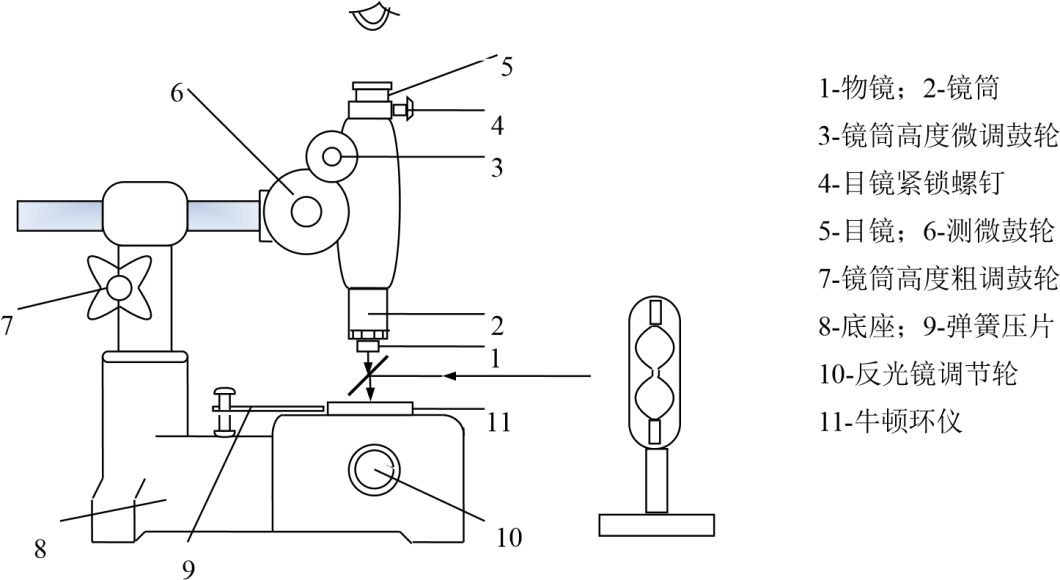 5
6
4
3
7
2
1
11
8
9
10
1-物镜；2-镜筒
3-镜筒高度微调鼓轮
4-目镜紧锁螺钉
5-目镜；6-测微鼓轮
7-镜筒高度粗调鼓轮
8-底座；9-弹簧压片
10-反光镜调节轮
11-牛顿环仪